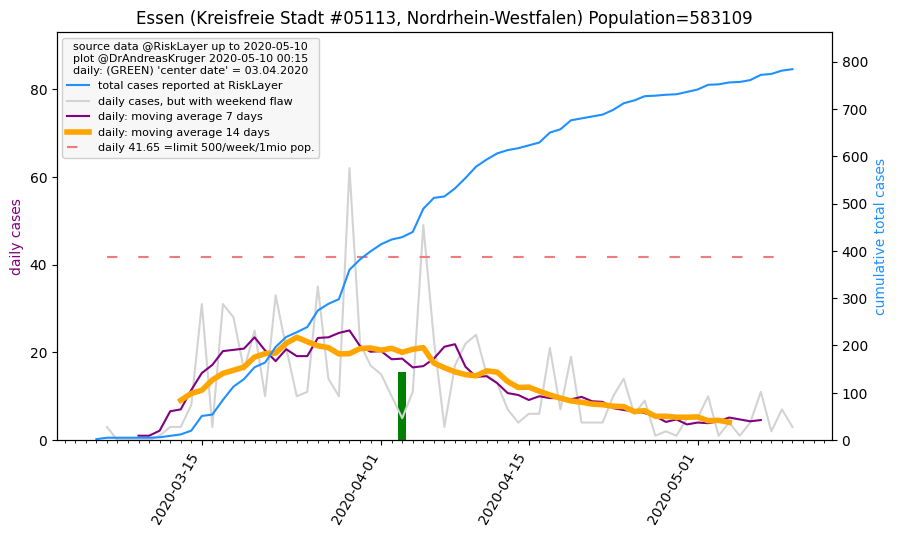 Essen (Kreisfreie Stadt #05113, Nordrhein-Westfalen) Population=583109
source data @RiskLayer up to 2020-05-10
plot @DrAndreasKruger 2020-05-10 00:15
daily: (GREEN) 'center date' = 03.04.2020
total cases reported at RiskLayer
daily cases, but with weekend flaw
daily: moving average 7 days
daily: moving average 14 days
daily 41.65 =limit 500/week/1mio pop.
daily cases
0
20
40
60
80
cumulative total cases
0
100
200
300
400
500
600
700
800
2020-03-15
2020-04-01
2020-04-15
2020-05-01